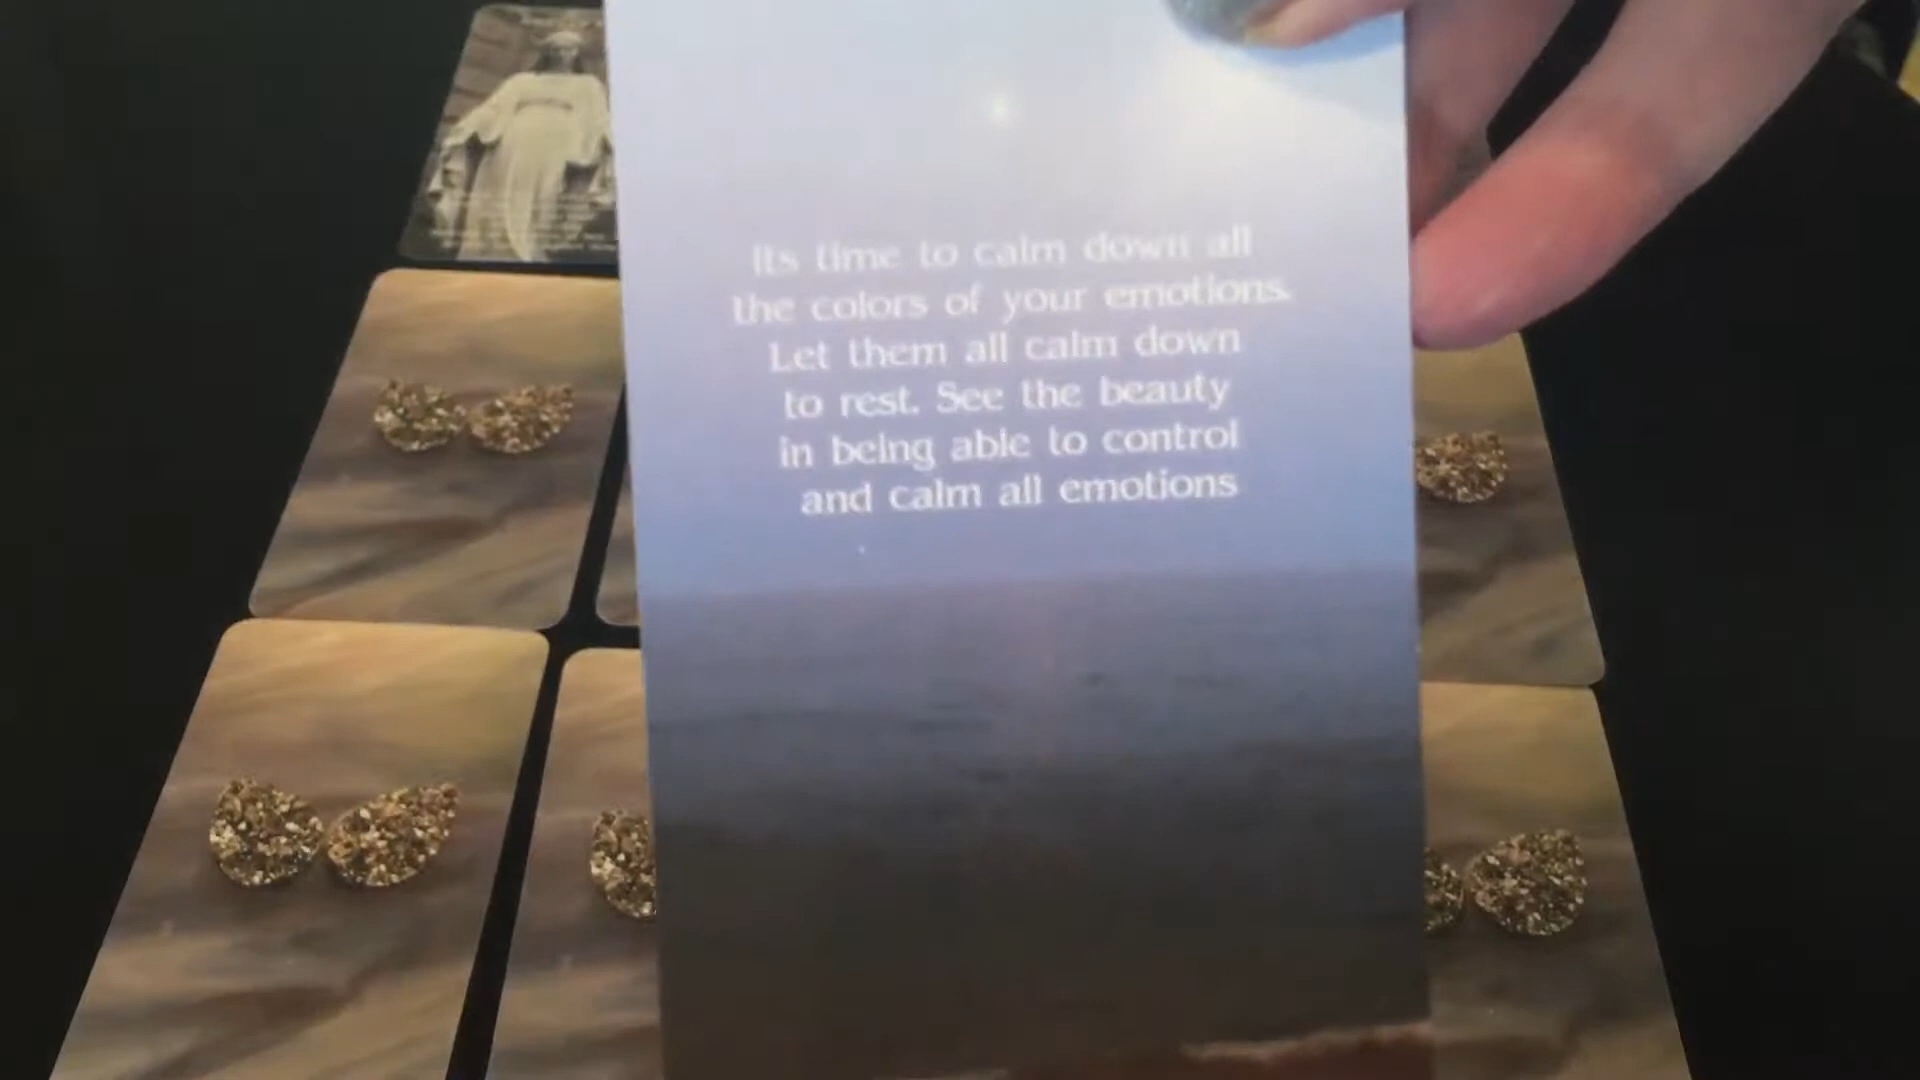 Its time to calm down all
the colors of your emotions.
Let them all calm down
to rest. See the beauty
in being able to control
and calm all emotions